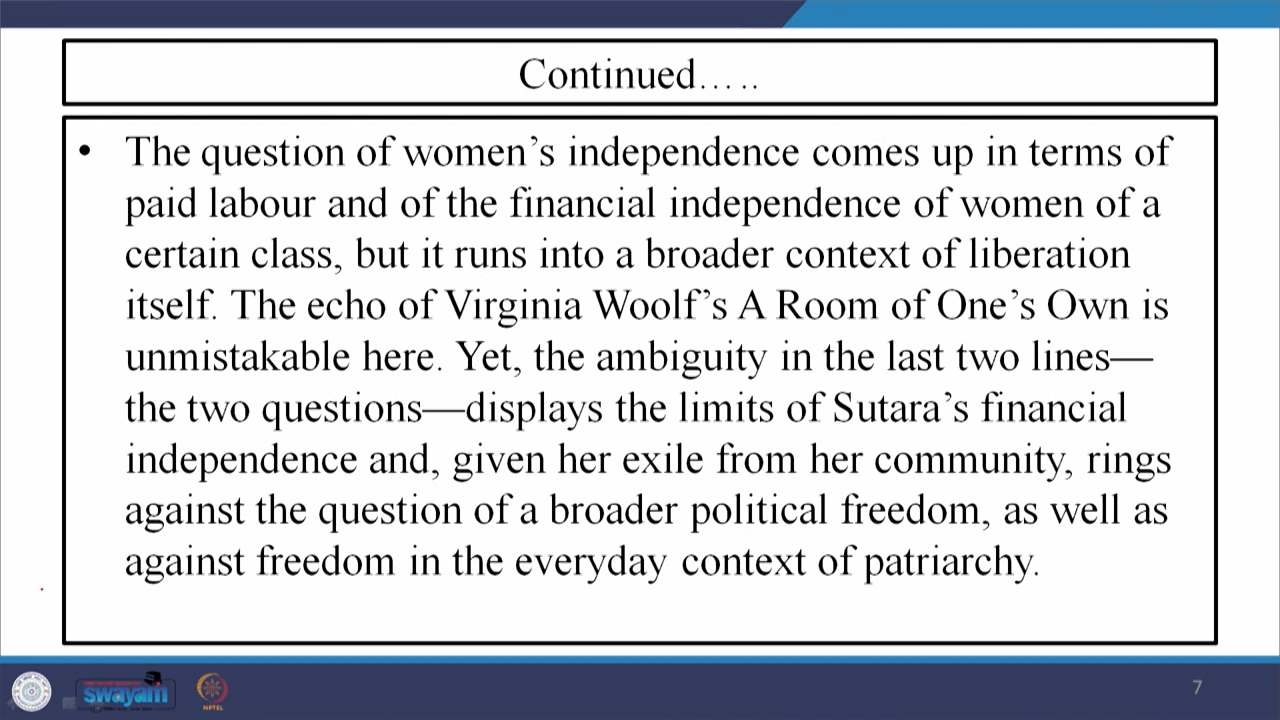 Continued.....
• The question of women's independence comes up in terms of
paid labour and of the financial independence of women of a
certain class, but it runs into a broader context of liberation
itself. The echo of Virginia Woolf"s A Room of One's Own is
unmistakable here. Yet, the ambiguity in the last two lines—
the two questions—displays the limits of Sutara's financial
independence and, given her exile from her community, rings
against the question of a broader political freedom, as well as
against freedom in the everyday context of patriarchy.
swayam
NPTEL
7